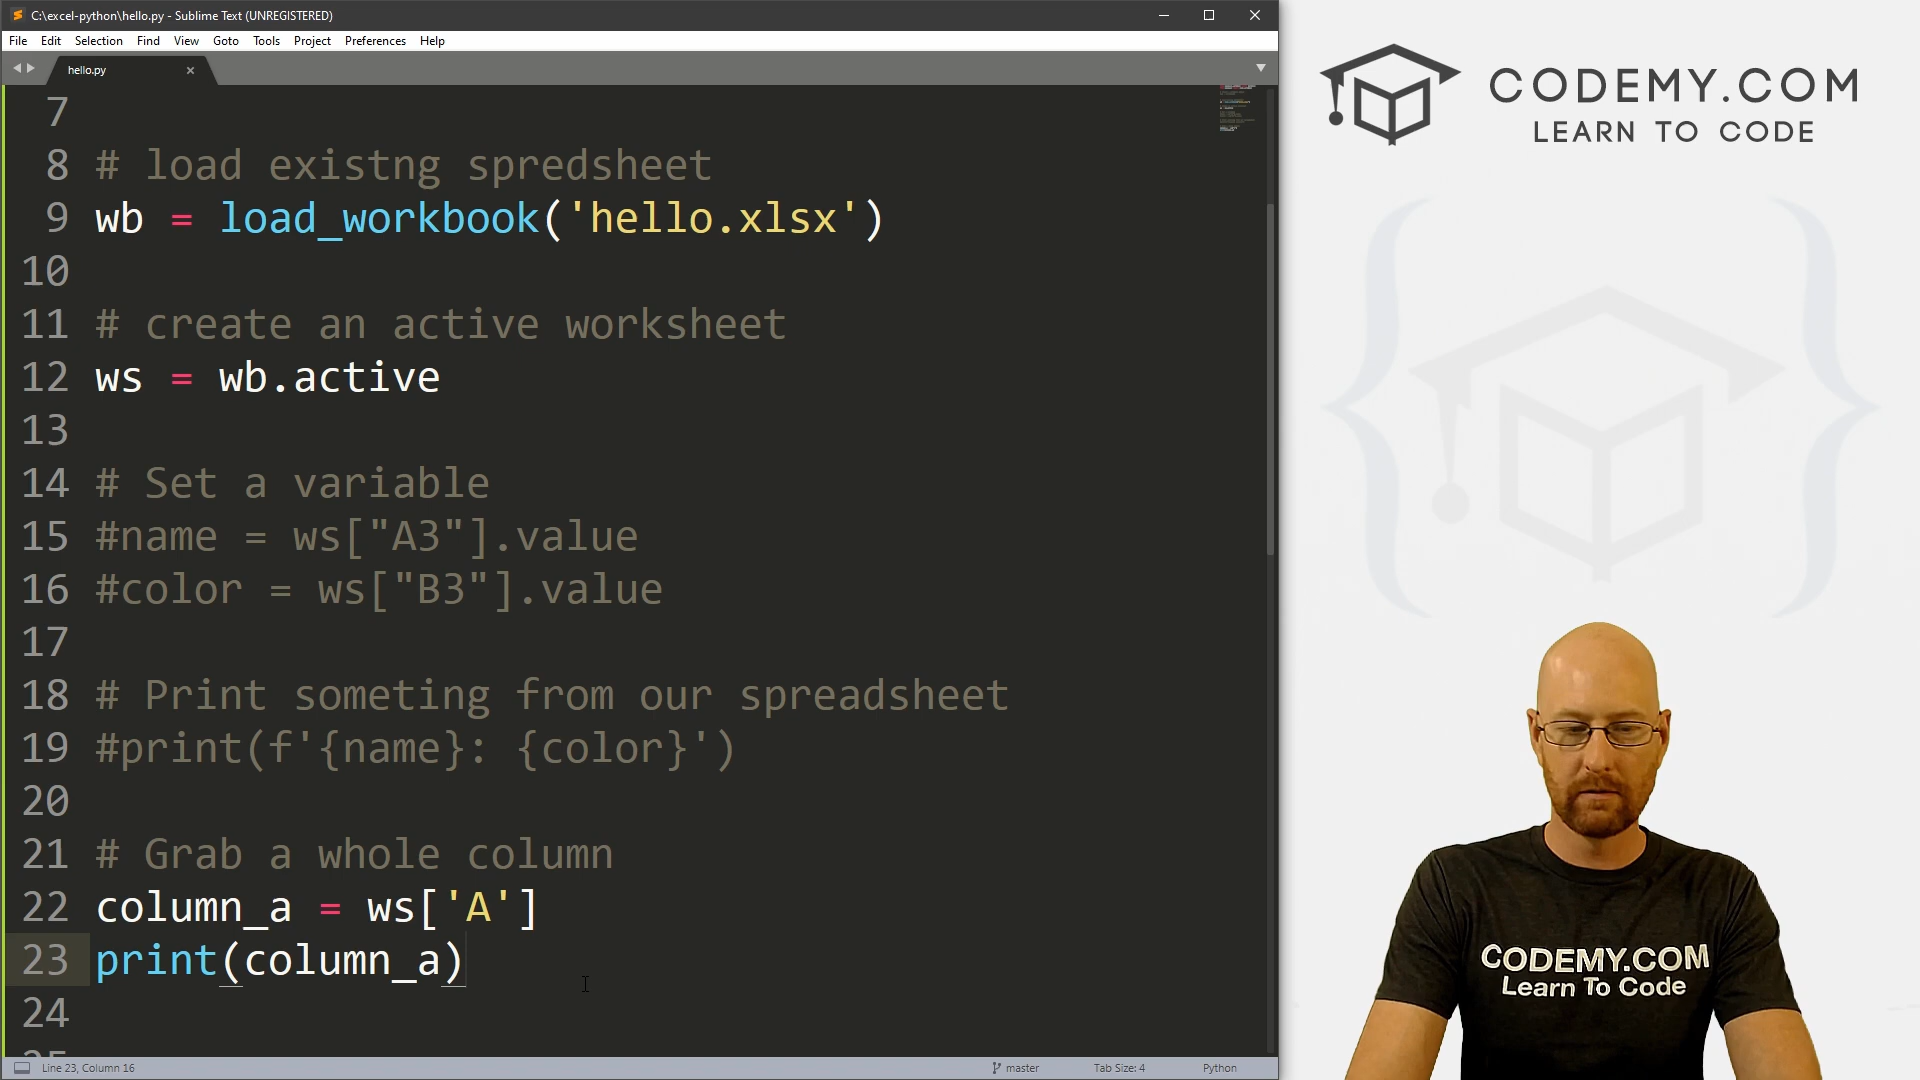 C:\excel-python\hello.py - Sublime Text (UNREGISTERED)
File Edit Selection Find View Goto Tools Project Preferences Help
hello.py
7
8 # load existng spredsheet
9 wb = load_workbook('hello.xlsx')
10
11 # create an active worksheet
12 ws = wb.active
13
14 # Set a variable
15 #name = ws["A3"].value
16 #color = ws["B3"].value
17
18 # Print someting from our spreadsheet
19 #print(f'{name}: {color}')
20
21 # Grab a whole column
22 column_a = ws['A']
23 print(column_a)
24
Line 23, Column 16
master
Tab Size: 4
Python
CODEMY.COM
LEARN TO CODE
CODEMY.COM
Learn To Code